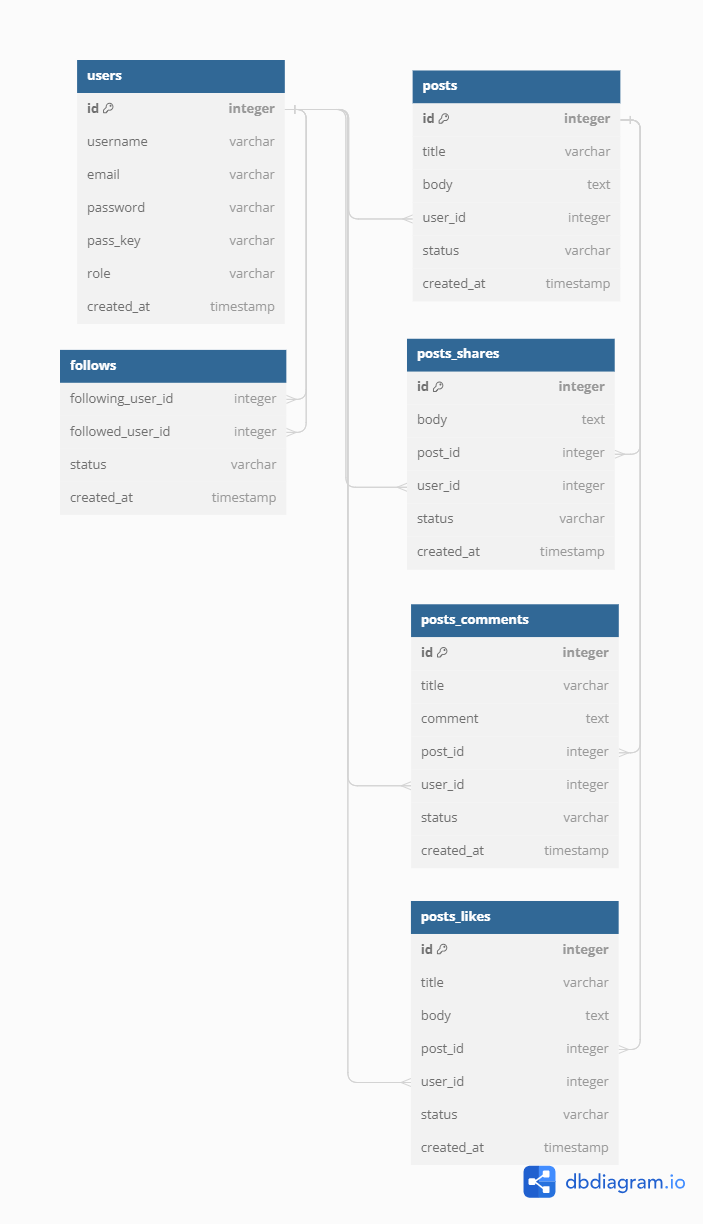 users
id integer
username varchar
email varchar
password varchar
pass_key varchar
role varchar
created_at timestamp
follows
following_user_id integer
followed_user_id integer
status varchar
created_at timestamp
posts
id integer
title varchar
body text
user_id integer
status varchar
created_at timestamp
posts_shares
id integer
body text
post_id integer
user_id integer
status varchar
created_at timestamp
posts_comments
id integer
title varchar
comment text
post_id integer
user_id integer
status varchar
created_at timestamp
posts_likes
id integer
title varchar
body text
post_id integer
user_id integer
status varchar
created_at timestamp
dbdiagram.io